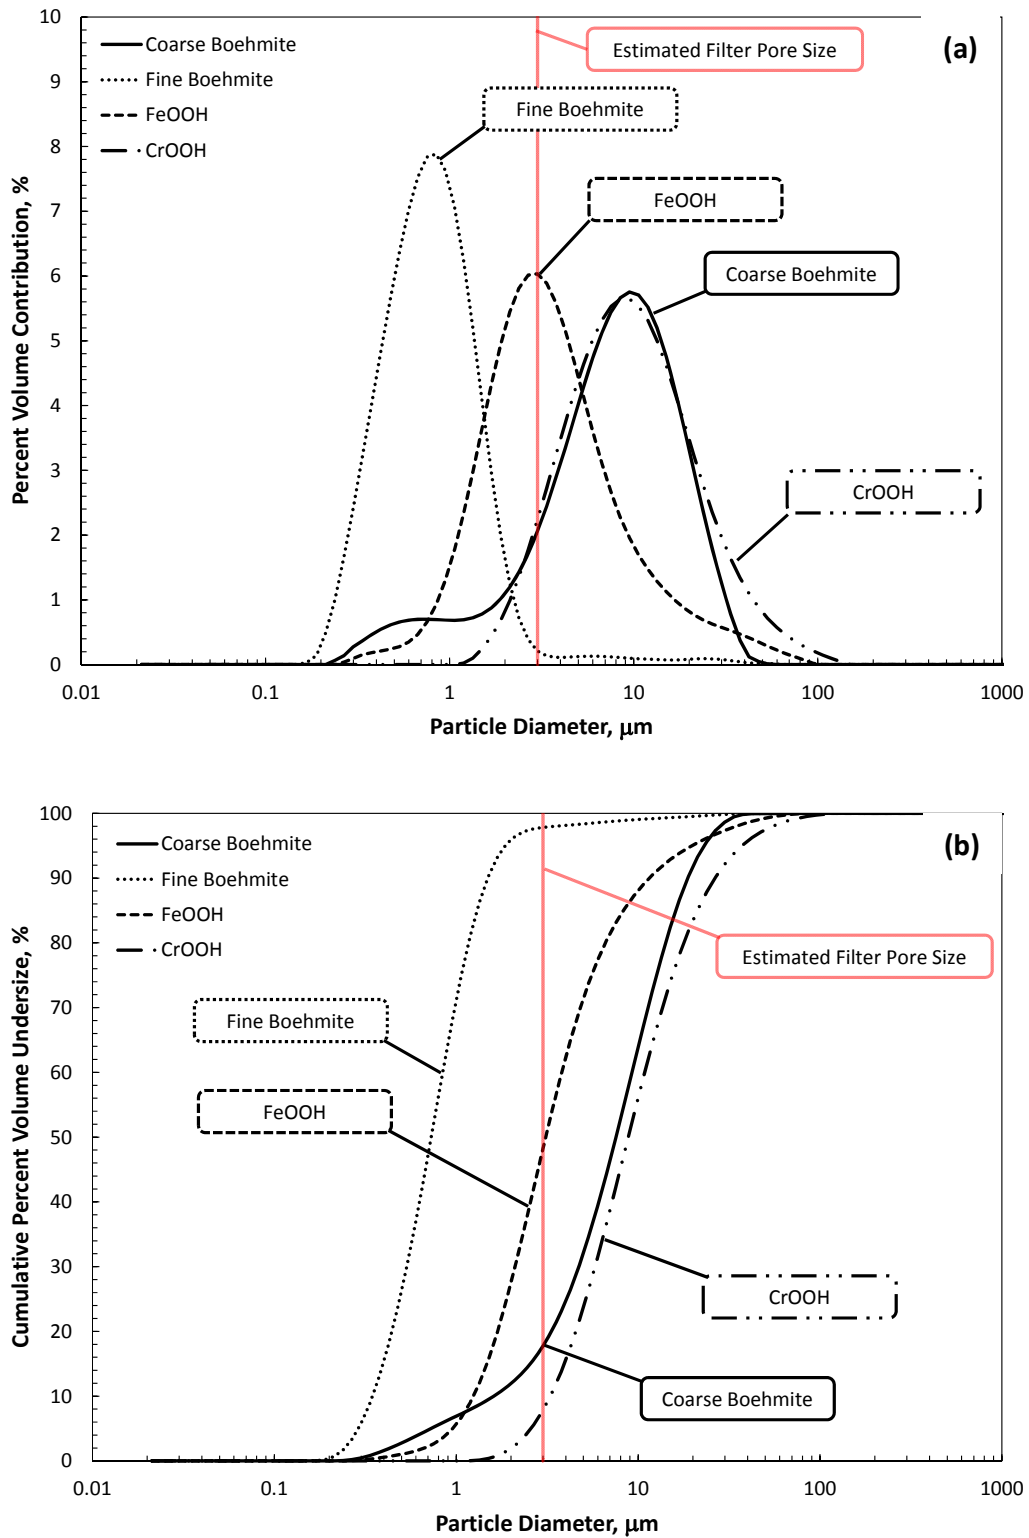 10
9
8
7
6
5
4
3
2
1
0
Percent Volume Contribution, %
Coarse Boehmite
Fine Boehmite
FeOOH
CrOOH
Estimated Filter Pore Size
(a)
Fine Boehmite
FeOOH
Coarse Boehmite
CrOOH
0.01 0.1 1 10 100 1000
Particle Diameter, μm
100
90
80
70
60
50
40
30
20
10
0
Cumulative Percent Volume Undersize, %
Coarse Boehmite
Fine Boehmite
FeOOH
CrOOH
(b)
Estimated Filter Pore Size
Fine Boehmite
FeOOH
CrOOH
Coarse Boehmite
0.01 0.1 1 10 100 1000
Particle Diameter, μm